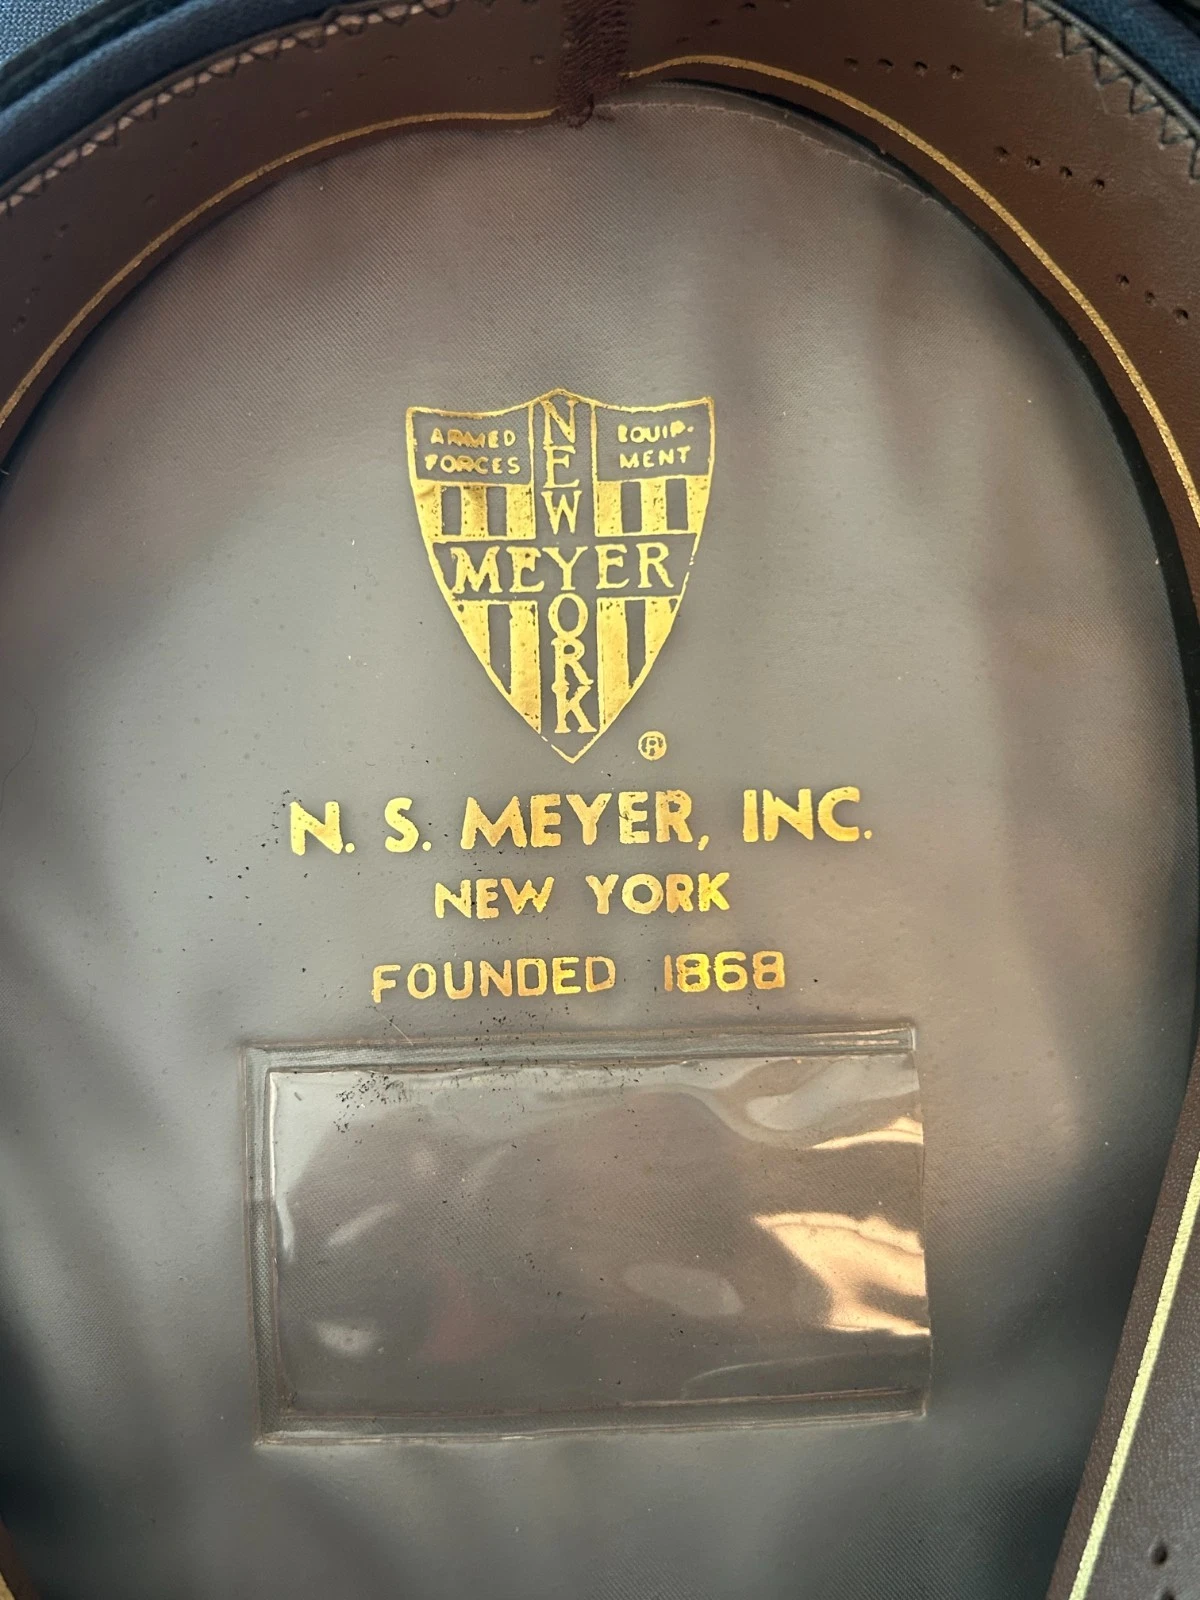 ARMED
FORCES
EQUIP-
MENT
NEW YORK
MEYER
®
N. S. MEYER, INC.
NEW YORK
FOUNDED 1868